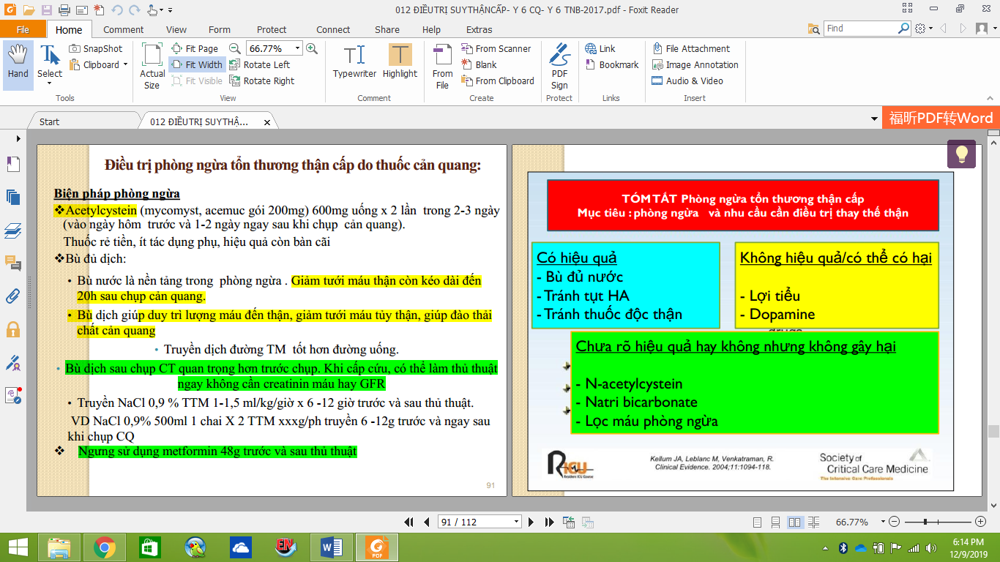 012 ĐIỀUTRỊ SUYTHẬNCẤP- Y 6 CQ- Y 6 TNB-2017.pdf - Foxit Reader
File Home Comment View Form Protect Connect Share Help Extras Find
Hand
Select
SnapShot
Clipboard
Tools
Actual Size
Fit Page
Fit Width
Fit Visible
66.77%
Rotate Left
Rotate Right
View
Typewriter
Highlight
Comment
From File
From Scanner
Blank
From Clipboard
Create
PDF Sign
Protect
Link
Bookmark
Links
File Attachment
Image Annotation
Audio & Video
Insert
Start
012 ĐIỀUTRỊ SUYTHẬ...
福昕PDF转Word
Điều trị phòng ngừa tổn thương thận cấp do thuốc cản quang:
Biện pháp phòng ngừa
❖Acetylcystein (mycomyst, acemuc gói 200mg) 600mg uống x 2 lần trong 2-3 ngày
(vào ngày hôm trước và 1-2 ngày ngay sau khi chụp cản quang).
Thuốc rẻ tiền, ít tác dụng phụ, hiệu quả còn bàn cãi
❖Bù đủ dịch:
• Bù nước là nền tảng trong phòng ngừa . Giảm tưới máu thận còn kéo dài đến
20h sau chụp cản quang.
• Bù dịch giúp duy trì lượng máu đến thận, giảm tưới máu tủy thận, giúp đào thải
chất cản quang
• Truyền dịch đường TM tốt hơn đường uống.
• Bù dịch sau chụp CT quan trọng hơn trước chụp. Khi cấp cứu, có thể làm thủ thuật
ngay không cần creatinin máu hay GFR
• Truyền NaCl 0,9 % TTM 1-1,5 ml/kg/giờ x 6 -12 giờ trước và sau thủ thuật.
VD NaCl 0,9% 500ml 1 chai X 2 TTM xxxg/ph truyền 6 -12g trước và ngay sau
khi chụp CQ
❖ Ngưng sử dụng metformin 48g trước và sau thủ thuật
91
TÓM TẮT Phòng ngừa tổn thương thận cấp
Mục tiêu : phòng ngừa và nhu cầu cần điều trị thay thế thận
Có hiệu quả
- Bù đủ nước
- Tránh tụt HA
- Tránh thuốc độc thận
Không hiệu quả/có thể có hại
- Lợi tiểu
- Dopamine
Chưa rõ hiệu quả hay không nhưng không gây hại
- N-acetylcystein
- Natri bicarbonate
- Lọc máu phòng ngừa
RICU
Resident ICU Course
Kellum JA, Leblanc M, Venkatraman, R.
Clinical Evidence. 2004;11:1094-118.
Society of
Critical Care Medicine
The Intensive Care Professionals
91 / 112
66.77%
6:14 PM
12/9/2019